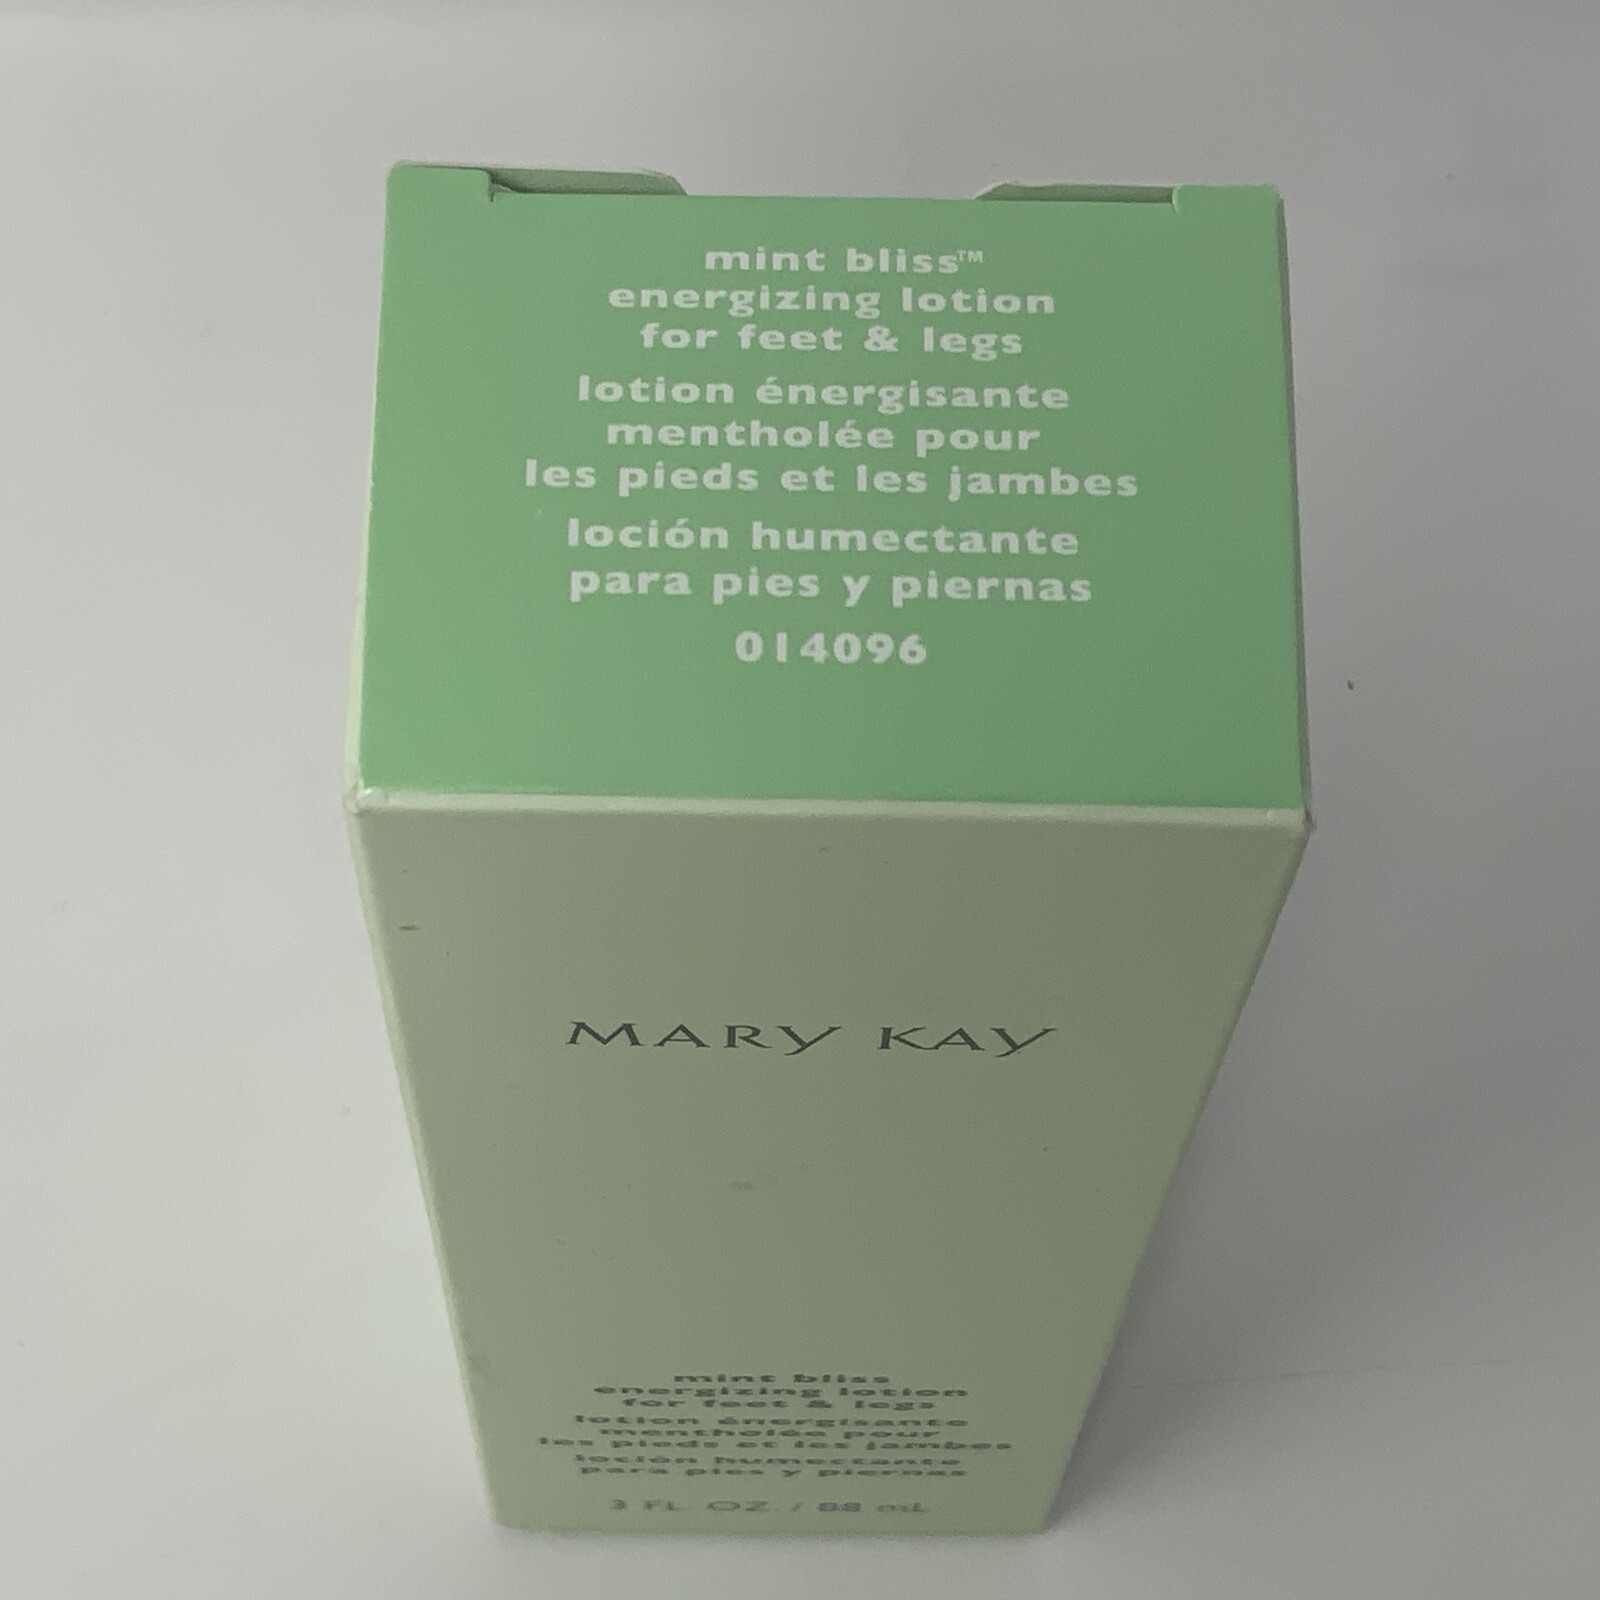 mint bliss™
energizing lotion
for feet & legs
lotion énergisante
mentholée pour
les pieds et les jambes
loción humectante
para pies y piernas
014096
MARY KAY
mint bliss
energizing lotion
for feet & legs
lotion énergisante
mentholée pour
les pieds et les jambes
loción humectante
para pies y piernas
3 FL OZ / 88 mL